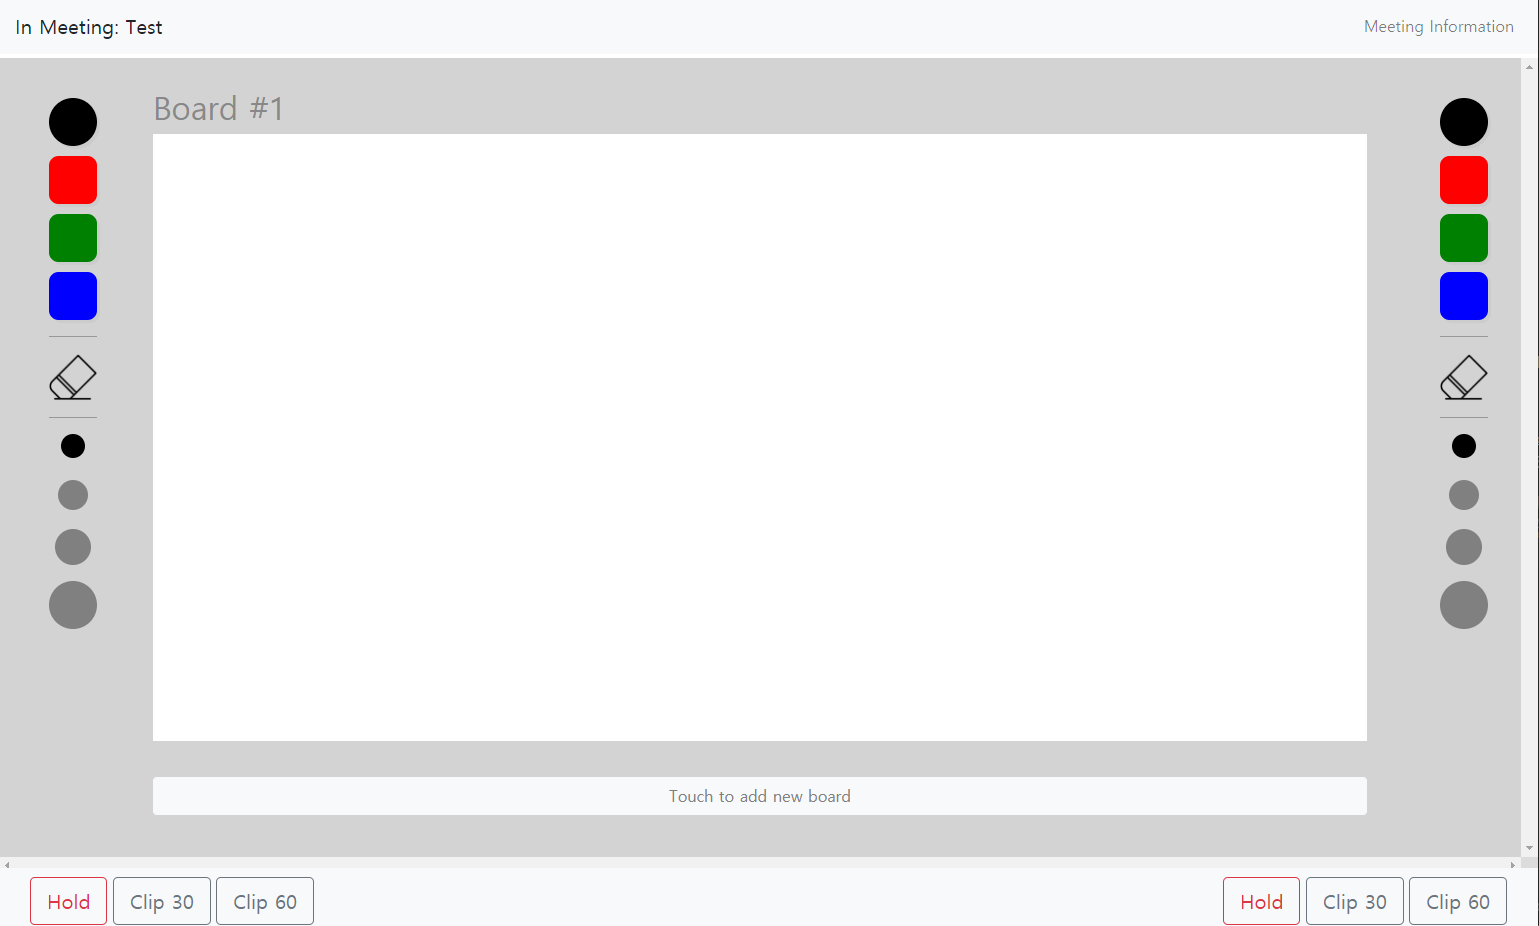 In Meeting: Test
Meeting Information
Board #1
Touch to add new board
Hold
Clip 30
Clip 60
Hold
Clip 30
Clip 60